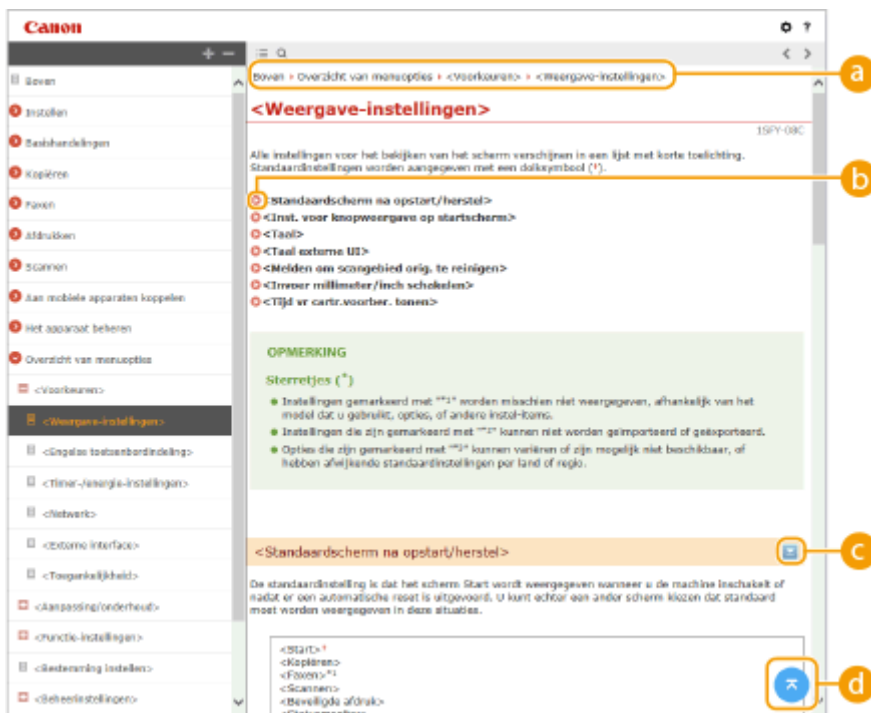 Canon
?
+ −
< >
Boven
Instellen
Basishandelingen
Kopiëren
Faxen
Afdrukken
Scannen
Aan mobiele apparaten koppelen
Het apparaat beheren
Overzicht van menuopties
<Voorkeuren>
<Weergave-instellingen>
<Engelse toetsenbordindeling>
<Timer-/energie-instellingen>
<Netwerk>
<Externe interface>
<Toegankelijkheid>
<Aanpassing/onderhoud>
<Functie-instellingen>
<Bestemming instellen>
<Beheerinstellingen>
Boven > Overzicht van menuopties > <Voorkeuren> > <Weergave-instellingen>
a
<Weergave-instellingen>
1SFY-08C
Alle instellingen voor het bekijken van het scherm verschijnen in een lijst met korte toelichting.
Standaardinstellingen worden aangegeven met een dolksymbool (†).
b
<Standaardscherm na opstart/herstel>
<Inst. voor knopweergave op startscherm>
<Taal>
<Taal externe UI>
<Melden om scangebied orig. te reinigen>
<Invoer millimeter/inch schakelen>
<Tijd vr cartr.voorber. tonen>
OPMERKING
Sterretjes (*)
Instellingen gemarkeerd met "*1" worden misschien niet weergegeven, afhankelijk van het
model dat u gebruikt, opties, of andere instel-items.
Instellingen die zijn gemarkeerd met "*2" kunnen niet worden geïmporteerd of geëxporteerd.
Opties die zijn gemarkeerd met "*3" kunnen variëren of zijn mogelijk niet beschikbaar, of
hebben afwijkende standaardinstellingen per land of regio.
<Standaardscherm na opstart/herstel>
c
De standaardinstelling is dat het scherm Start wordt weergegeven wanneer u de machine inschakelt of
nadat er een automatische reset is uitgevoerd. U kunt echter een ander scherm kiezen dat standaard
moet worden weergegeven in deze situaties.
<Start>†
<Kopiëren>
<Faxen>*1
<Scannen>
<Beveiligde afdruk>
d